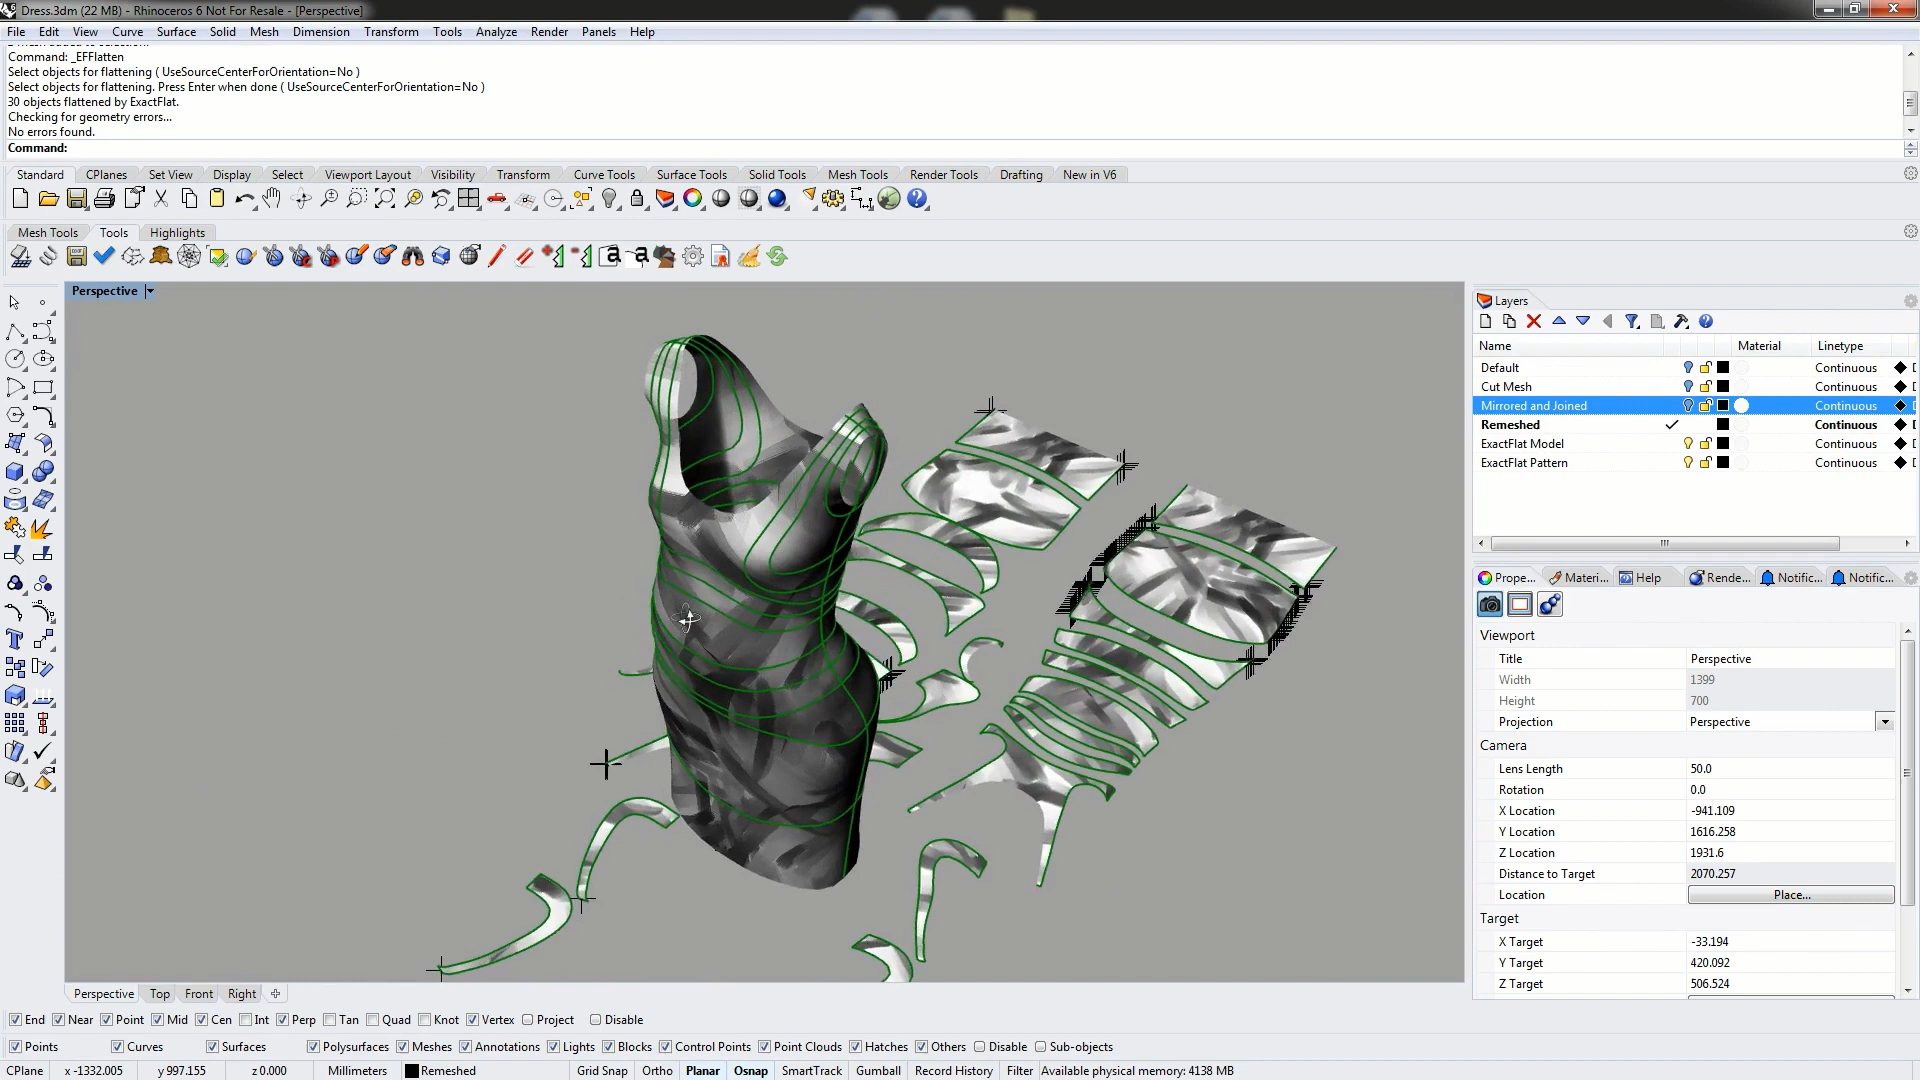 Dress.3dm (22 MB) - Rhinoceros 6 Not For Resale - [Perspective]
File Edit View Curve Surface Solid Mesh Dimension Transform Tools Analyze Render Panels Help
Command: _EFFlatten
Select objects for flattening ( UseSourceCenterForOrientation=No )
Select objects for flattening. Press Enter when done ( UseSourceCenterForOrientation=No )
30 objects flattened by ExactFlat.
Checking for geometry errors...
No errors found.
Command:
Standard CPlanes Set View Display Select Viewport Layout Visibility Transform Curve Tools Surface Tools Solid Tools Mesh Tools Render Tools Drafting New in V6
Mesh Tools Tools Highlights
Perspective
Layers
Name Material Linetype
Default Continuous
Cut Mesh Continuous
Mirrored and Joined Continuous
Remeshed Continuous
ExactFlat Model Continuous
ExactFlat Pattern Continuous
Prope... Materi... Help Rende... Notific... Notific...
Viewport
Title Perspective
Width 1399
Height 700
Projection Perspective
Camera
Lens Length 50.0
Rotation 0.0
X Location -941.109
Y Location 1616.258
Z Location 1931.6
Distance to Target 2070.257
Location Place...
Target
X Target -33.194
Y Target 420.092
Z Target 506.524
Perspective Top Front Right
End Near Point Mid Cen Int Perp Tan Quad Knot Vertex Project Disable
Points Curves Surfaces Polysurfaces Meshes Annotations Lights Blocks Control Points Point Clouds Hatches Others Disable Sub-objects
CPlane x -1332.005 y 997.155 z 0.000 Millimeters Remeshed Grid Snap Ortho Planar Osnap SmartTrack Gumball Record History Filter Available physical memory: 4138 MB